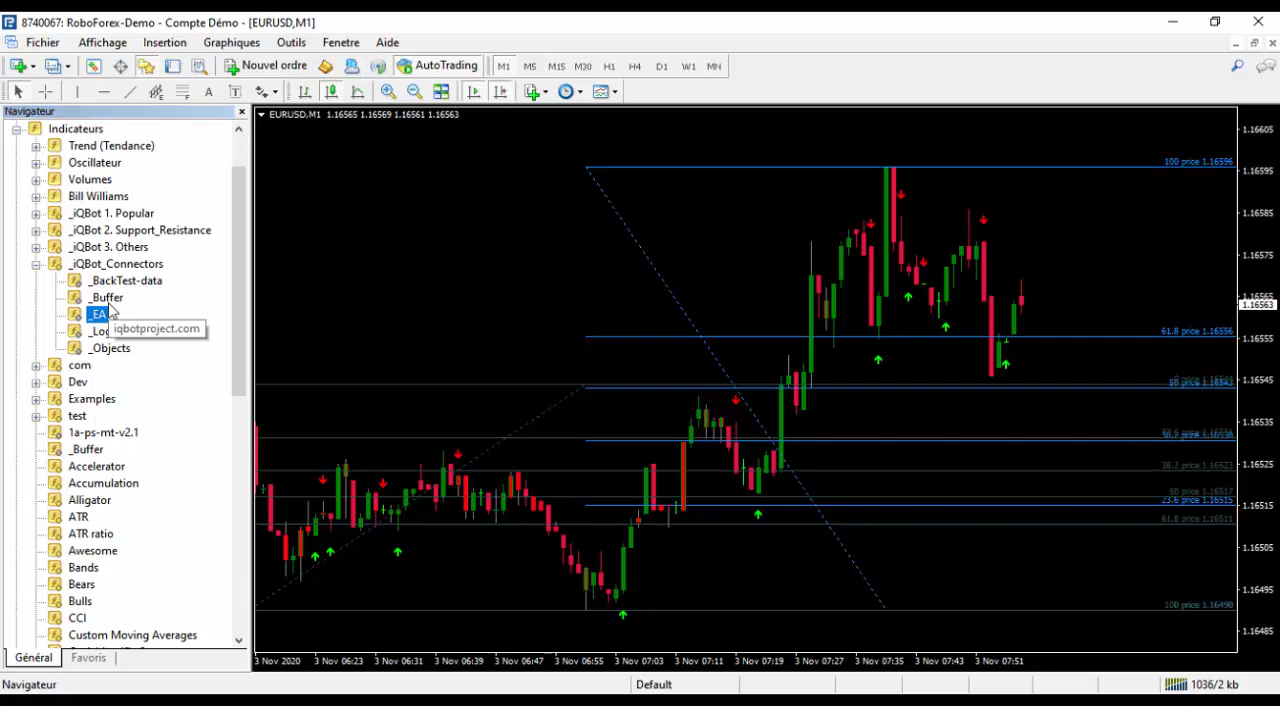 8740067: RoboForex-Demo - Compte Démo - [EURUSD,M1]
Fichier Affichage Insertion Graphiques Outils Fenetre Aide
Nouvel ordre AutoTrading M1 M5 M15 M30 H1 H4 D1 W1 MN
A T
Navigateur
Indicateurs
Trend (Tendance)
Oscillateur
Volumes
Bill Williams
_iQBot 1. Popular
_iQBot 2. Support_Resistance
_iQBot 3. Others
_iQBot_Connectors
_BackTest-data
_Buffer
_EA
iqbotproject.com
_Objects
com
Dev
Examples
test
1a-ps-mt-v2.1
_Buffer
Accelerator
Accumulation
Alligator
ATR
ATR ratio
Awesome
Bands
Bears
Bulls
CCI
Custom Moving Averages
Général Favoris
EURUSD,M1 1.16565 1.16569 1.16561 1.16563
100 price 1.16596
61.8 price 1.16556
38.2 price 1.16523
50 price 1.16517
23.6 price 1.16515
61.8 price 1.16511
100 price 1.16490
1.16605
1.16595
1.16585
1.16575
1.16565
1.16563
1.16555
1.16545
1.16535
1.16525
1.16515
1.16505
1.16495
1.16485
3 Nov 2020 3 Nov 06:23 3 Nov 06:31 3 Nov 06:39 3 Nov 06:47 3 Nov 06:55 3 Nov 07:03 3 Nov 07:11 3 Nov 07:19 3 Nov 07:27 3 Nov 07:35 3 Nov 07:43 3 Nov 07:51
Navigateur Default 1036/2 kb